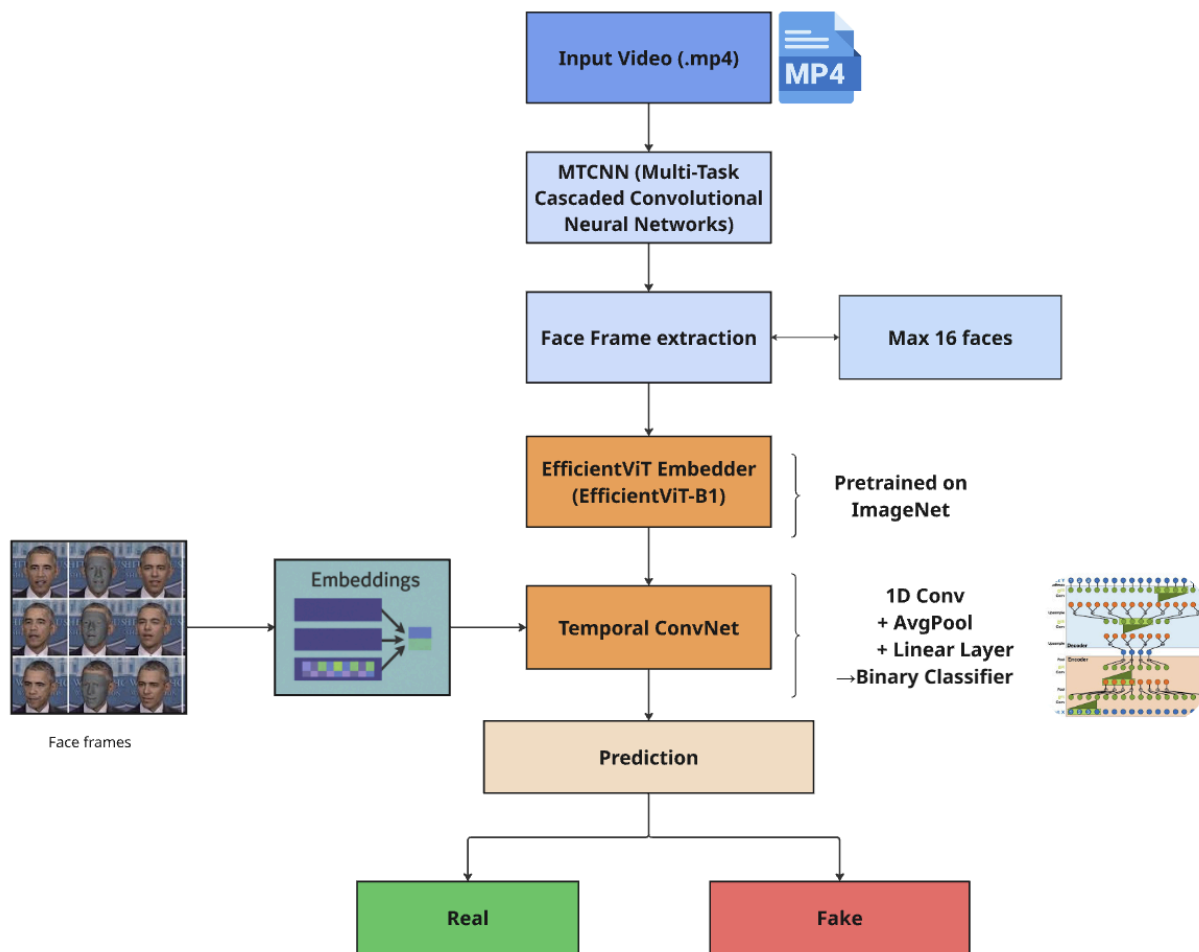 Input Video (.mp4)
MP4
MTCNN (Multi-Task
Cascaded Convolutional
Neural Networks)
Face Frame extraction
Max 16 faces
EfficientViT Embedder
(EfficientViT-B1)
Pretrained on
ImageNet
Embeddings
Temporal ConvNet
1D Conv
+ AvgPool
+ Linear Layer
→Binary Classifier
Decoder
Encoder
Face frames
Prediction
Real
Fake